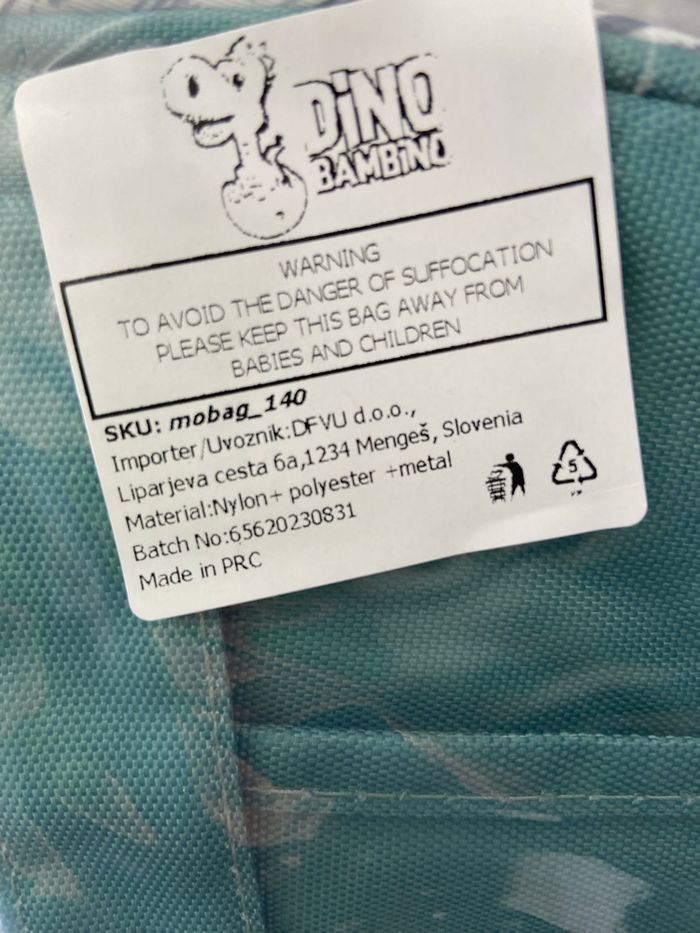 DiNO
BAMBiNO
WARNING
TO AVOID THE DANGER OF SUFFOCATION
PLEASE KEEP THIS BAG AWAY FROM
BABIES AND CHILDREN
SKU: mobag_140
Importer/Uvoznik:DFVU d.o.o.,
Liparjeva cesta 6a,1234 Mengeš, Slovenia
Material:Nylon+ polyester +metal
Batch No:65620230831
Made in PRC
5